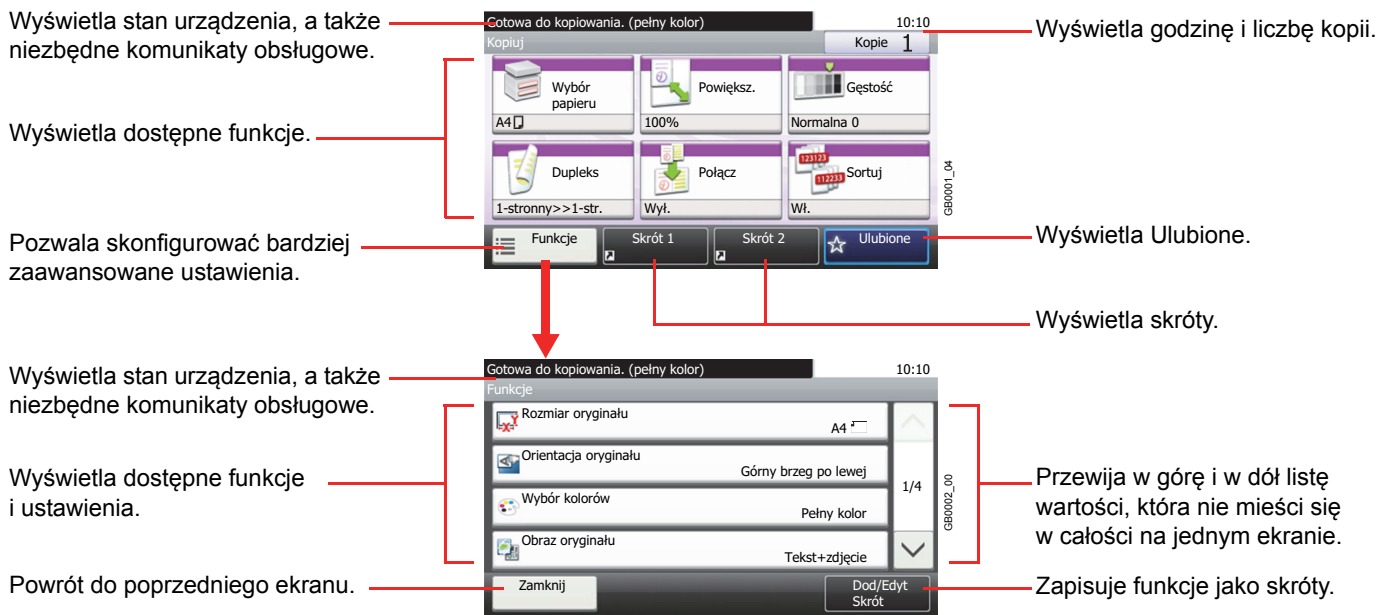 Wyświetla stan urządzenia, a także
niezbędne komunikaty obsługowe.
Wyświetla dostępne funkcje.
Pozwala skonfigurować bardziej
zaawansowane ustawienia.
Gotowa do kopiowania. (pełny kolor)
10:10
Kopiuj
Kopie 1
Wybór
papieru
A4
Powiększ.
100%
Gęstość
Normalna 0
Dupleks
1-stronny>>1-str.
Połącz
Wył.
123123
112233
Sortuj
Wł.
Funkcje
Skrót 1
Skrót 2
Ulubione
GB0001_04
Wyświetla godzinę i liczbę kopii.
Wyświetla Ulubione.
Wyświetla skróty.
Wyświetla stan urządzenia, a także
niezbędne komunikaty obsługowe.
Wyświetla dostępne funkcje
i ustawienia.
Powrót do poprzedniego ekranu.
Gotowa do kopiowania. (pełny kolor)
10:10
Funkcje
X
Y
Rozmiar oryginału
A4
Orientacja oryginału
Górny brzeg po lewej
Wybór kolorów
Pełny kolor
Obraz oryginału
Tekst+zdjęcie
1/4
Zamknij
Dod/Edyt
Skrót
GB0002_00
Przewija w górę i w dół listę
wartości, która nie mieści się
w całości na jednym ekranie.
Zapisuje funkcje jako skróty.